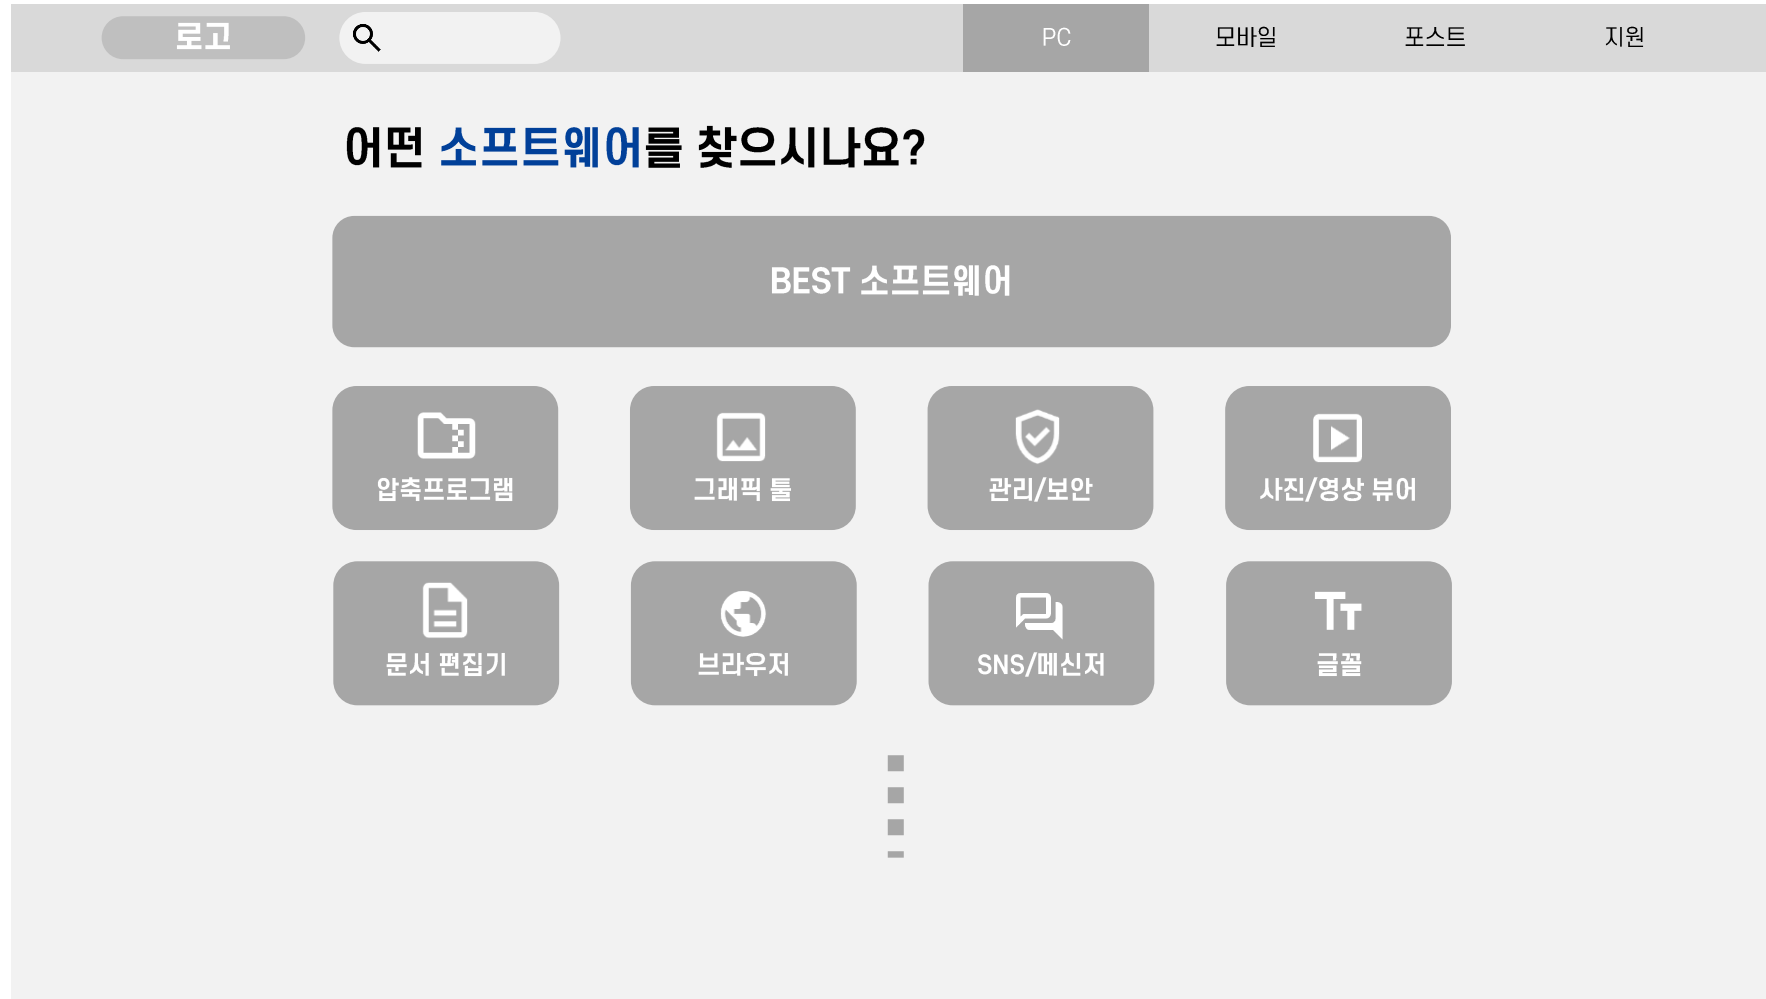 로고
PC
모바일
포스트
지원
어떤 소프트웨어를 찾으시나요?
BEST 소프트웨어
압축프로그램
그래픽 툴
관리/보안
사진/영상 뷰어
문서 편집기
브라우저
SNS/메신저
글꼴